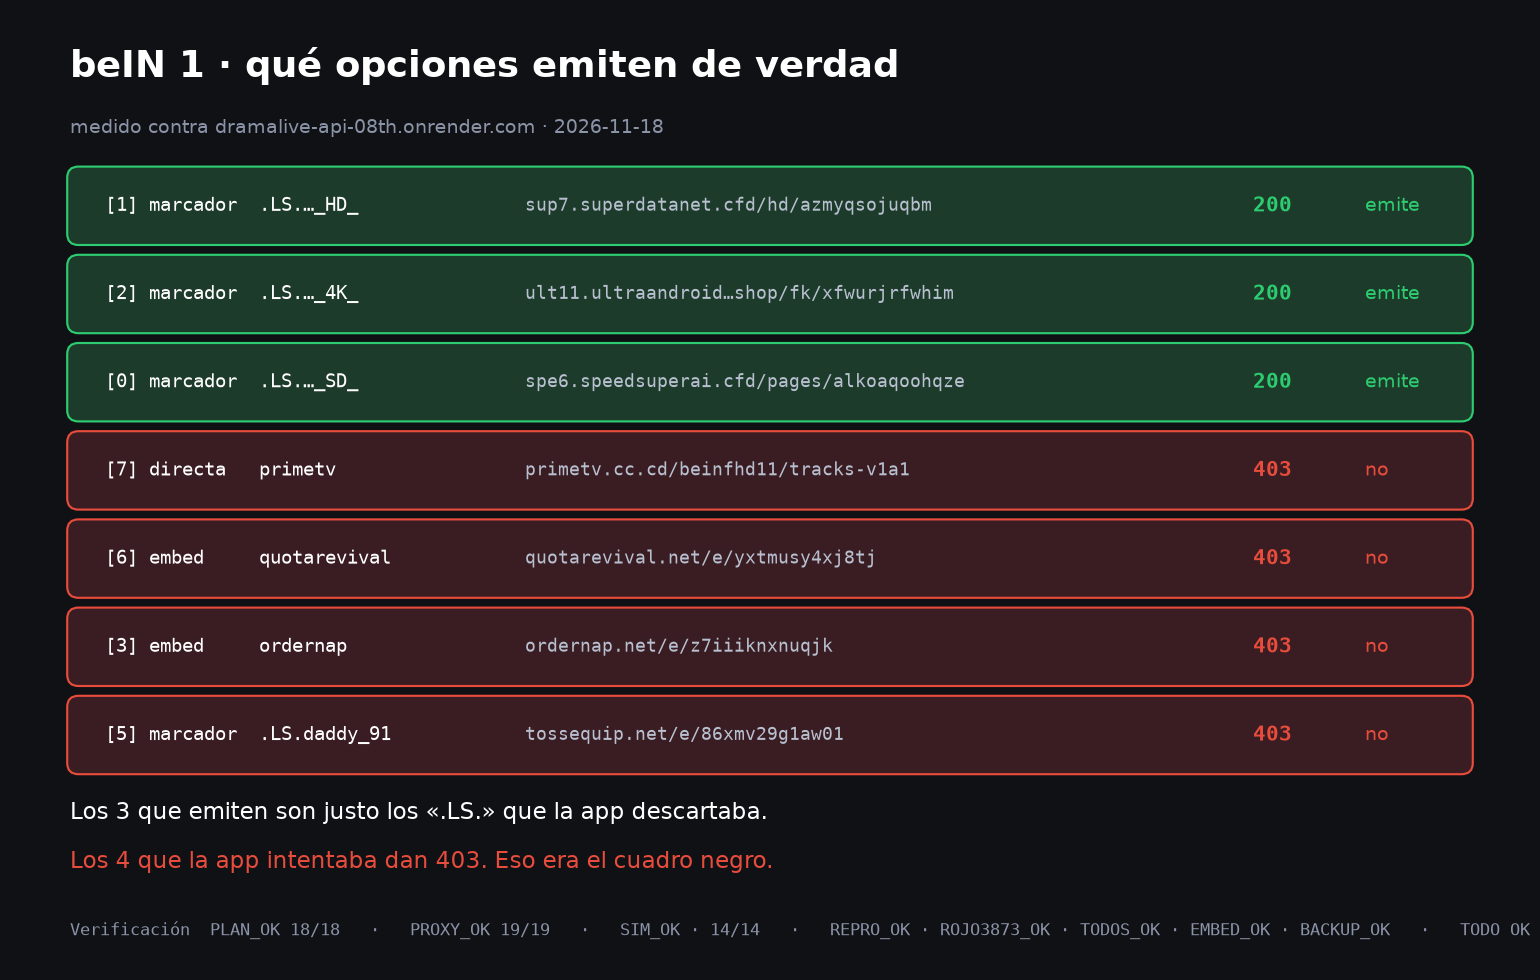 beIN 1 · qué opciones emiten de verdad
medido contra dramalive-api-08th.onrender.com · 2026-11-18
[1] marcador .LS.…_HD_ sup7.superdatanet.cfd/hd/azmyqsojuqbm 200 emite
[2] marcador .LS.…_4K_ ult11.ultraandroid…shop/fk/xfwurjrfwhim 200 emite
[0] marcador .LS.…_SD_ spe6.speedsuperai.cfd/pages/alkoaqoohqze 200 emite
[7] directa primetv primetv.cc.cd/beinfhd11/tracks-v1a1 403 no
[6] embed quotarevival quotarevival.net/e/yxtmusy4xj8tj 403 no
[3] embed ordernap ordernap.net/e/z7iiiknxnuqjk 403 no
[5] marcador .LS.daddy_91 tossequip.net/e/86xmv29g1aw01 403 no
Los 3 que emiten son justo los «.LS.» que la app descartaba.
Los 4 que la app intentaba dan 403. Eso era el cuadro negro.
Verificación PLAN_OK 18/18 · PROXY_OK 19/19 · SIM_OK · 14/14 · REPRO_OK · ROJO3873_OK · TODOS_OK · EMBED_OK · BACKUP_OK · TODO OK